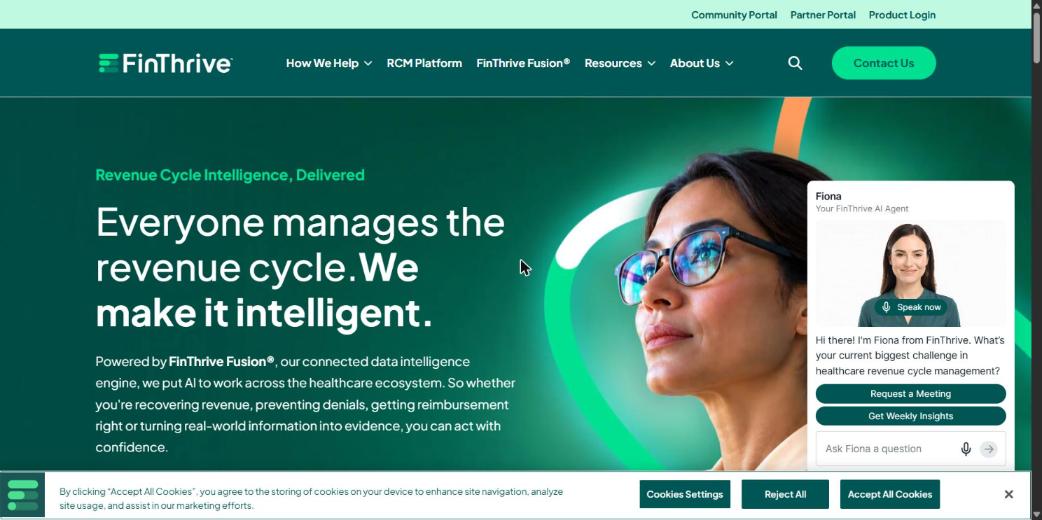 Community Portal Partner Portal Product Login
FinThrive
How We Help RCM Platform FinThrive Fusion® Resources About Us Contact Us
Revenue Cycle Intelligence, Delivered
Everyone manages the
revenue cycle. We
make it intelligent.
Powered by FinThrive Fusion®, our connected data intelligence
engine, we put AI to work across the healthcare ecosystem. So whether
you're recovering revenue, preventing denials, getting reimbursement
right or turning real-world information into evidence, you can act with
confidence.
Fiona
Your FinThrive AI Agent
Speak now
Hi there! I'm Fiona from FinThrive. What's
your current biggest challenge in
healthcare revenue cycle management?
Request a Meeting
Get Weekly Insights
Ask Fiona a question
By clicking “Accept All Cookies”, you agree to the storing of cookies on your device to enhance site navigation, analyze
site usage, and assist in our marketing efforts.
Cookies Settings Reject All Accept All Cookies